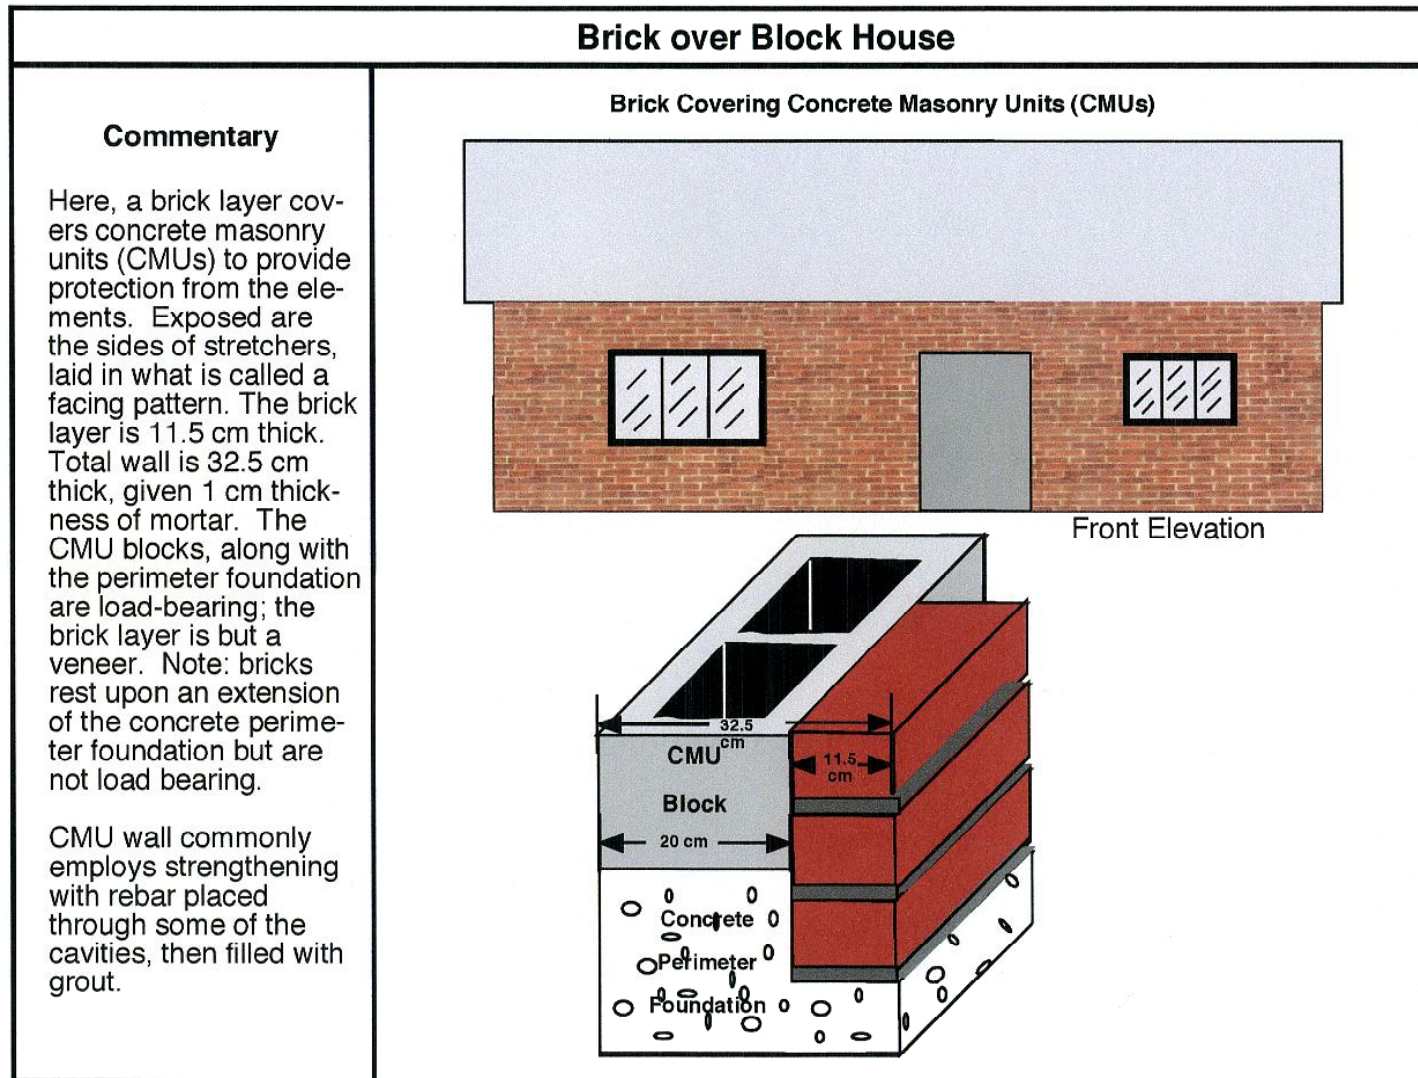 Brick over Block House
Commentary
Here, a brick layer cov-
ers concrete masonry
units (CMUs) to provide
protection from the ele-
ments. Exposed are
the sides of stretchers,
laid in what is called a
facing pattern. The brick
layer is 11.5 cm thick.
Total wall is 32.5 cm
thick, given 1 cm thick-
ness of mortar. The
CMU blocks, along with
the perimeter foundation
are load-bearing; the
brick layer is but a
veneer. Note: bricks
rest upon an extension
of the concrete perime-
ter foundation but are
not load bearing.
CMU wall commonly
employs strengthening
with rebar placed
through some of the
cavities, then filled with
grout.
Brick Covering Concrete Masonry Units (CMUs)
Front Elevation
32.5
cm
CMU
Block
11.5
cm
20 cm
Concrete
Perimeter
Foundation